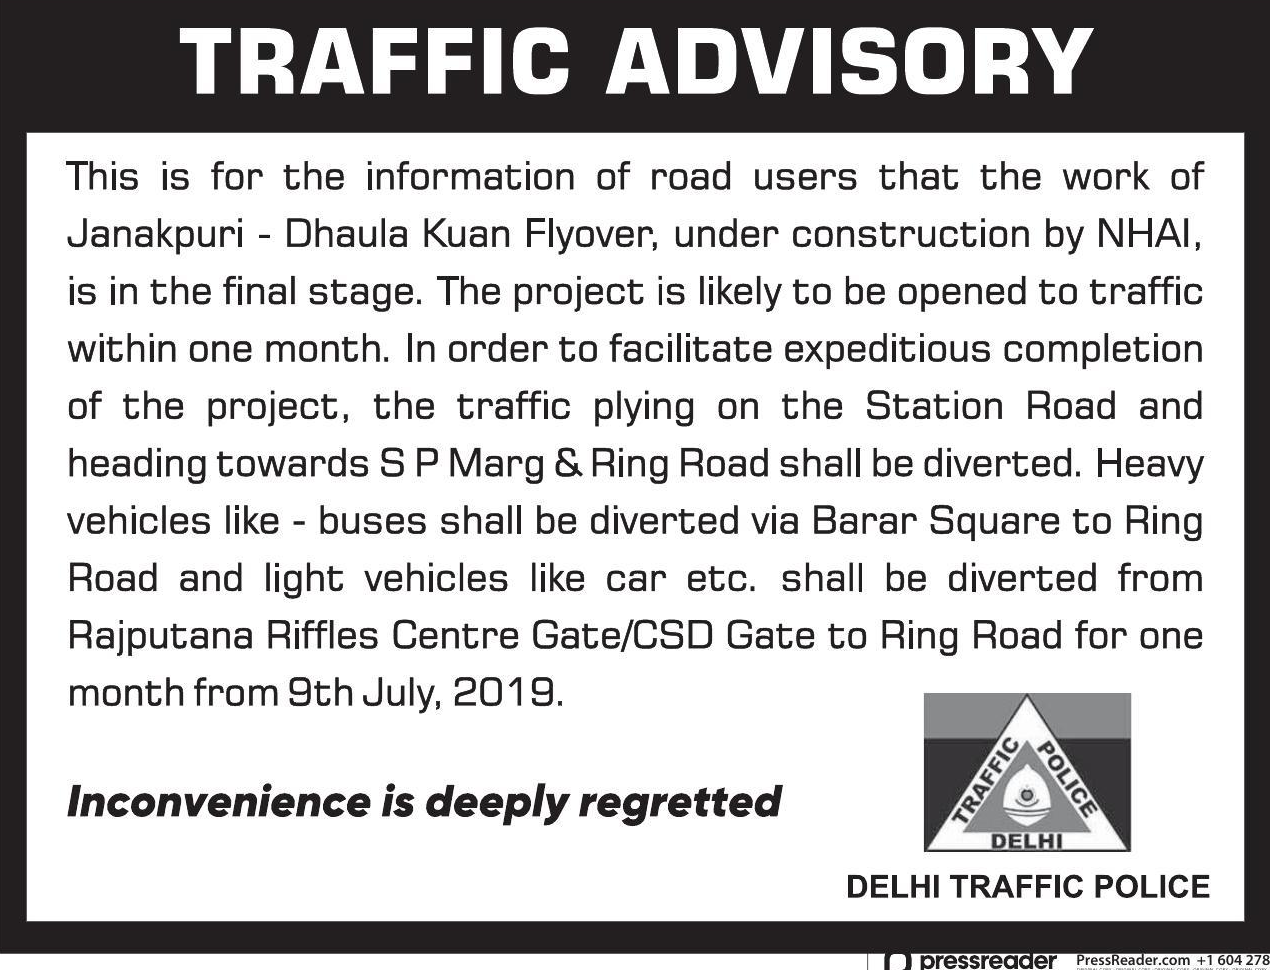 TRAFFIC ADVISORY
This is for the information of road users that the work of
Janakpuri - Dhaula Kuan Flyover, under construction by NHAI,
is in the final stage. The project is likely to be opened to traffic
within one month. In order to facilitate expeditious completion
of the project, the traffic plying on the Station Road and
heading towards S P Marg & Ring Road shall be diverted. Heavy
vehicles like - buses shall be diverted via Barar Square to Ring
Road and light vehicles like car etc. shall be diverted from
Rajputana Riffles Centre Gate/CSD Gate to Ring Road for one
month from 9th July, 2019.
Inconvenience is deeply regretted
TRAFFIC POLICE
DELHI
DELHI TRAFFIC POLICE
pressreader PressReader.com +1 604 278